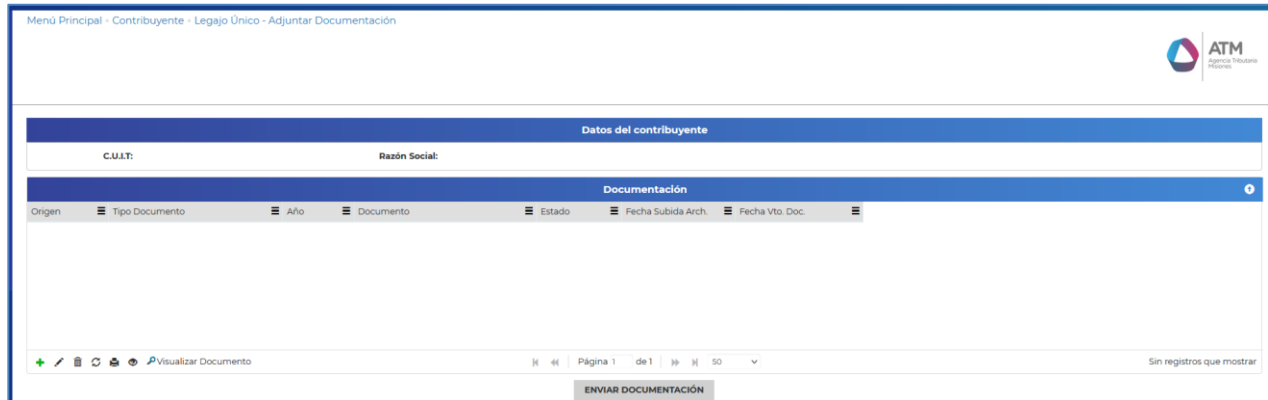 Menú Principal - Contribuyente - Legajo Único - Adjuntar Documentación
ATM
Agencia Tributaria
Misiones
Datos del contribuyente
C.U.I.T: Razón Social:
Documentación
Origen Tipo Documento Año Documento Estado Fecha Subida Arch. Fecha Vto. Doc.
Visualizar Documento Página 1 de 1 50 Sin registros que mostrar
ENVIAR DOCUMENTACIÓN